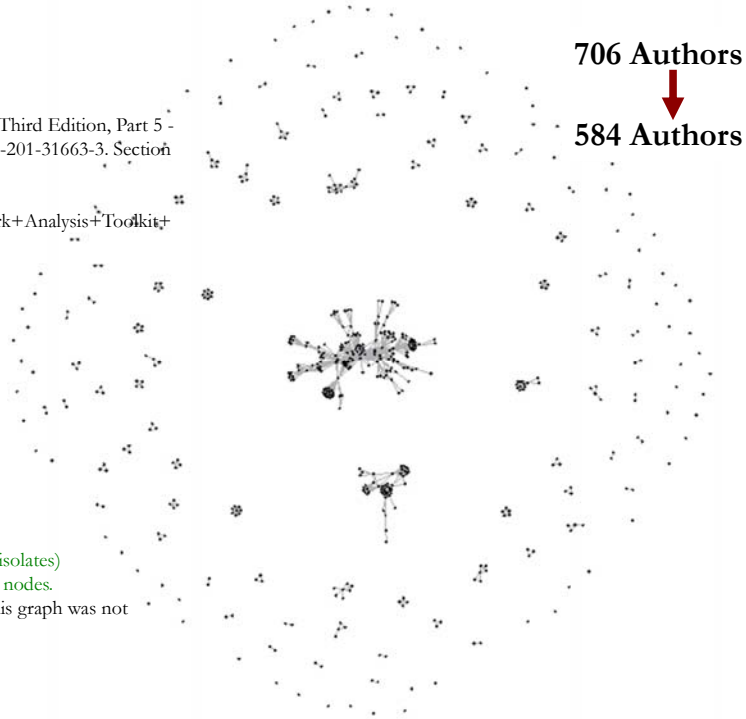 706 Authors
584 Authors
Third Edition, Part 5 -
-201-31663-3. Section
rk+Analysis+Toolkit+
isolates)
nodes.
is graph was not